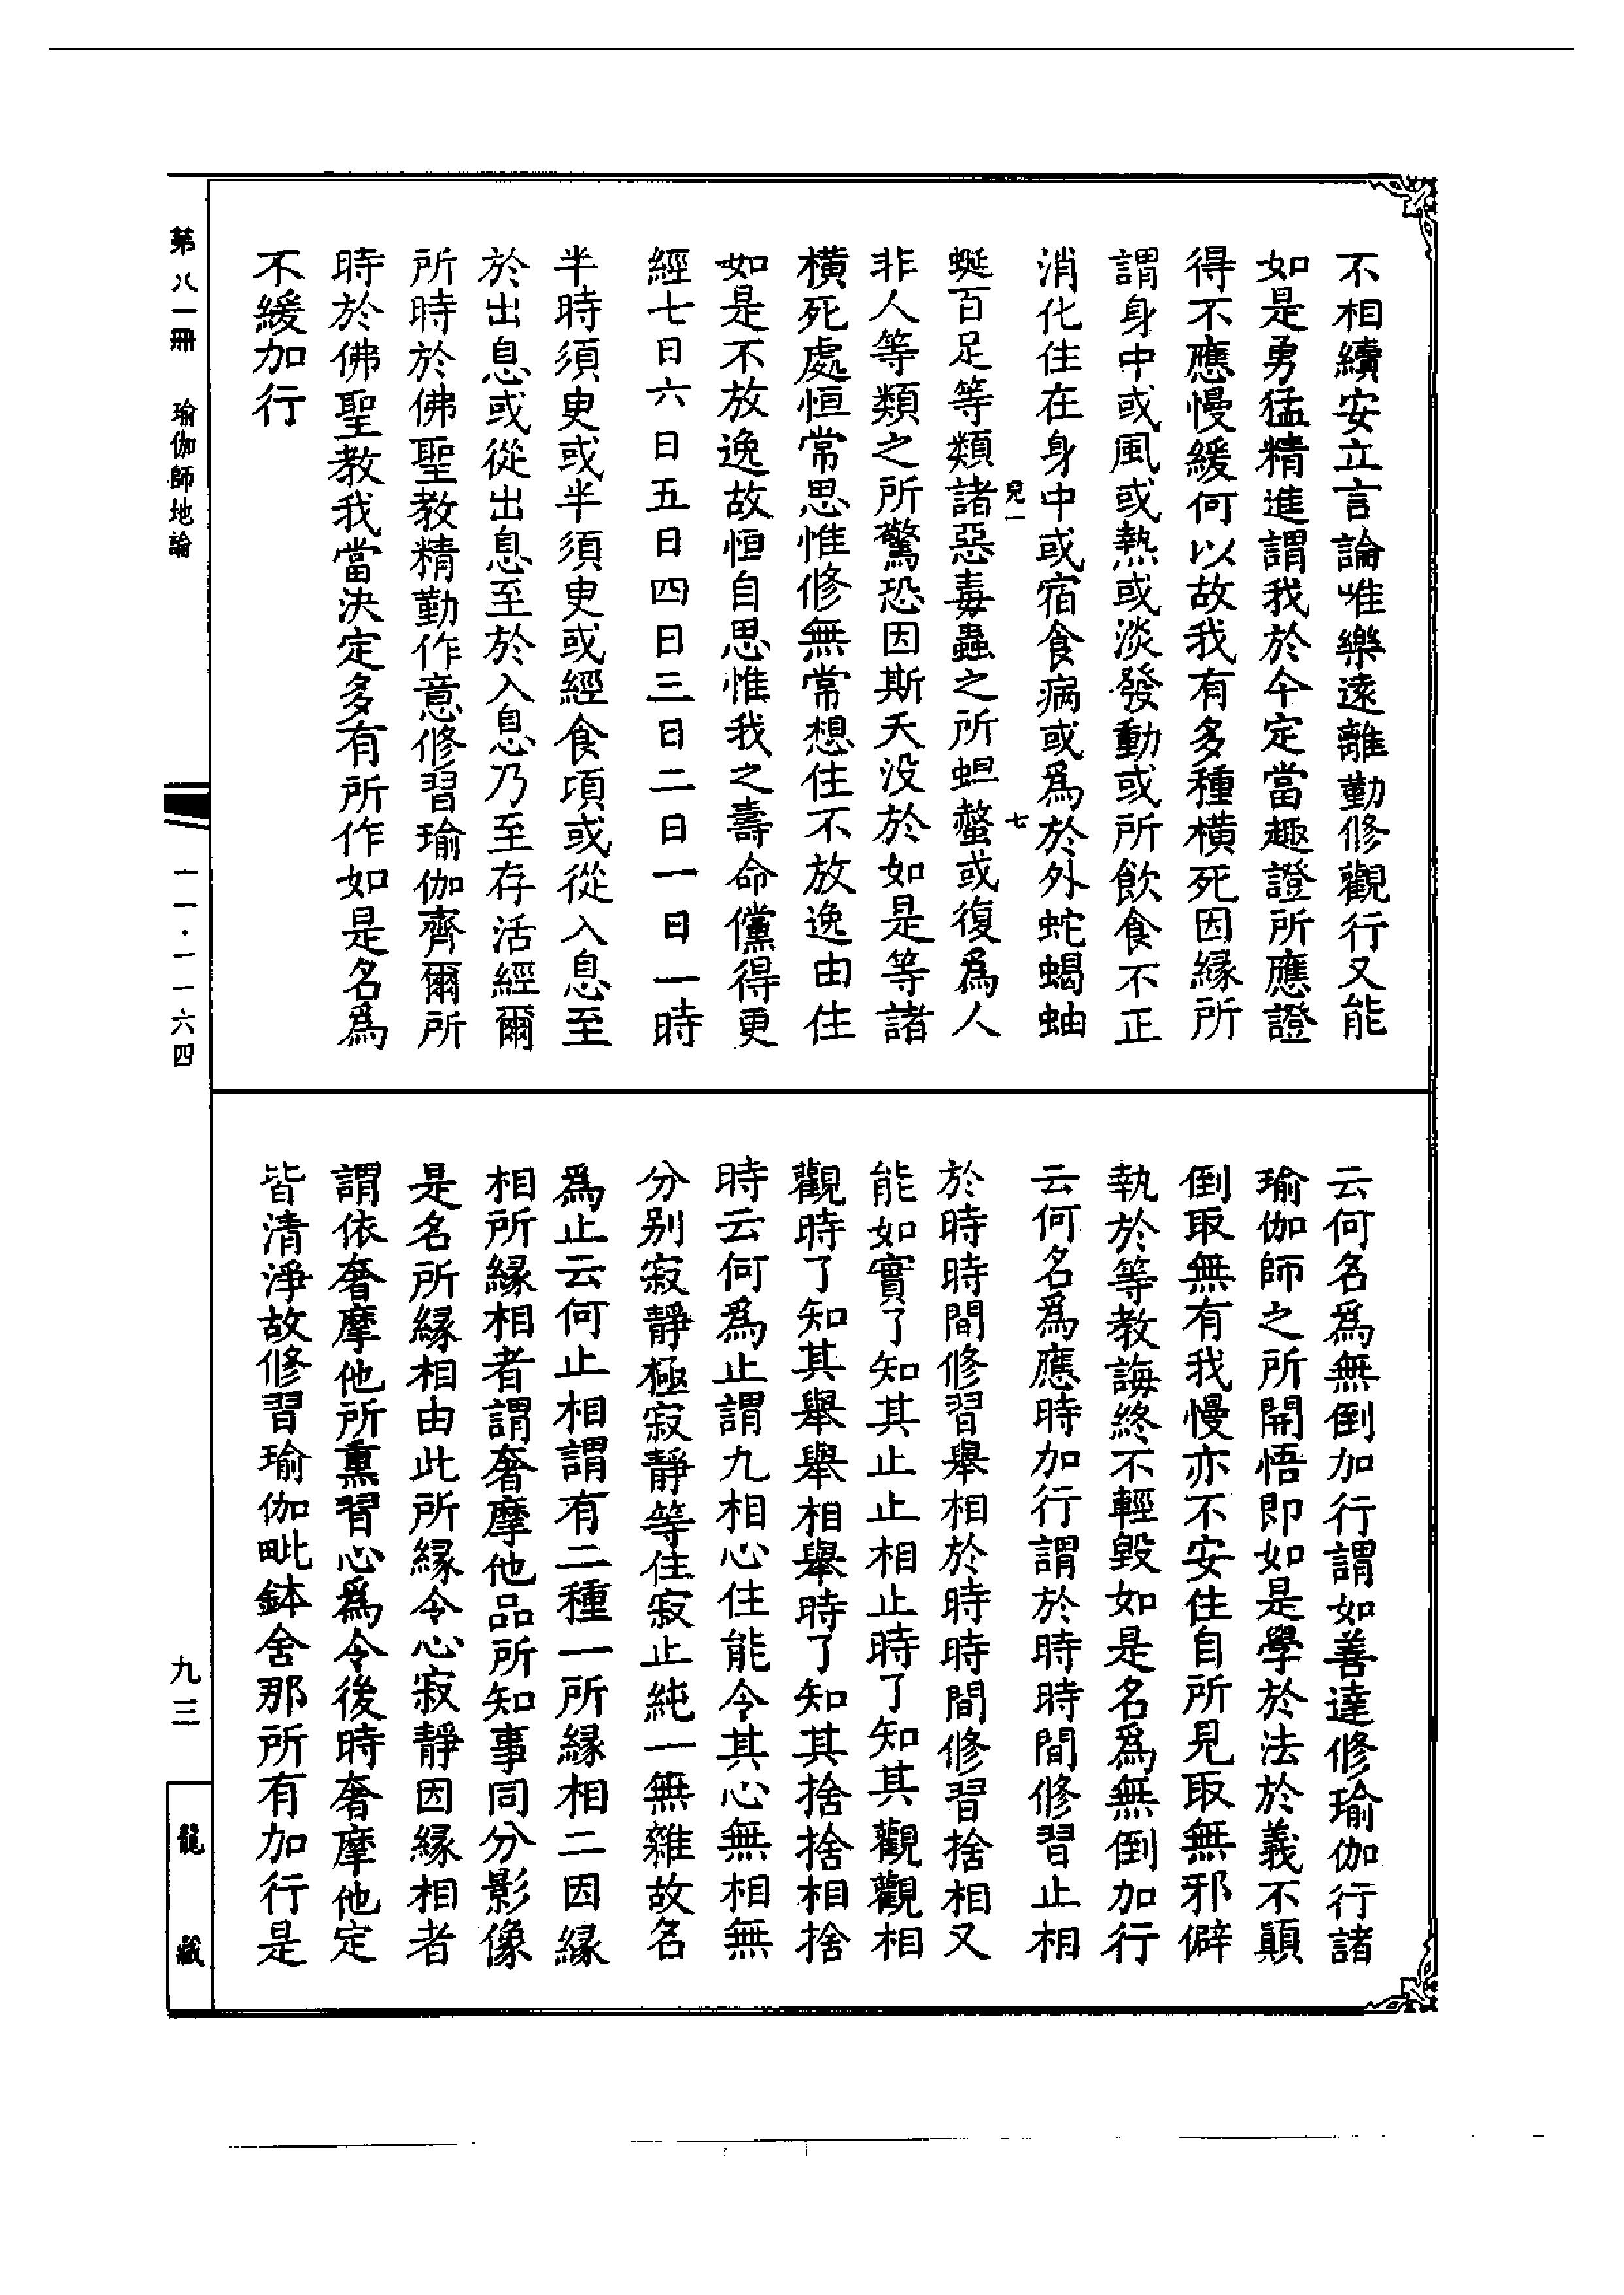 不相續安立言論唯樂遠離勤修觀行又能
如是勇猛精進謂我於今定當趣證所應證
得不應慢緩何以故我有多種橫死因緣所
謂身中或風或熱或淡發動或所飲食不正
消化住在身中或宿食病或爲於外蛇蝎蚰
蜒百足等類諸惡毒蟲之所蛆螫或復爲人
非人等類之所驚恐因斯夭没於如是等諸
橫死處恒常思惟修無常想住不放逸由住
如是不放逸故恒自思惟我之壽命儻得更
經七日六日五日四日三日二日一日一時
半時須臾或半須臾或經食頃或從入息至
於出息或從出息至於入息乃至存活經爾
所時於佛聖教精勤作意修習瑜伽齊爾所
時於佛聖教我當決定多有所作如是名爲
不緩加行
云何名爲無倒加行謂如善達修瑜伽行諸
瑜伽師之所開悟即如是學於法於義不顛
倒取無有我慢亦不安住自所見取無邪僻
執於等教誨終不輕毀如是名爲無倒加行
云何名爲應時加行謂於時時間修習止相
於時時間修習舉相於時時間修習捨相又
能如實了知其止止相止時了知其觀觀相
觀時了知其舉舉相舉時了知其捨捨相捨
時云何爲止謂九相心住能令其心無相無
分別寂靜極寂靜等住寂止純一無雜故名
爲止云何止相謂有二種一所緣相二因緣
相所緣相者謂奢摩他品所知事同分影像
是名所緣相由此所緣令心寂靜因緣相者
謂依奢摩他所熏習心爲令後時奢摩他定
皆清淨故修習瑜伽毗鉢舍那所有加行是
第八一冊 瑜伽師地論
一一·一一六四
九三
龍藏
七